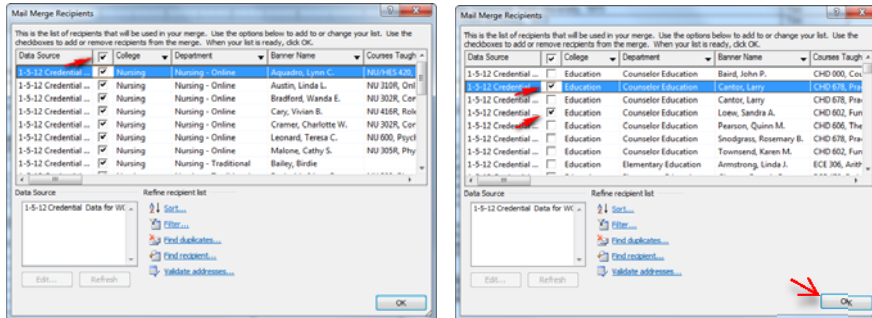 Mail Merge Recipients
This is the list of recipients that will be used in your merge. Use the options below to add to or change your list. Use the
checkboxes to add or remove recipients from the merge. When your list is ready, click OK.
Data Source College Department Banner Name Courses Taught
1-5-12 Credential ... Nursing Nursing - Online Aquadro, Lynn C. NU/HES 420,
1-5-12 Credential ... Nursing Nursing - Online Austin, Linda L. NU 310R, Onl
1-5-12 Credential ... Nursing Nursing - Online Bradford, Wanda E. NU 302R, Cor
1-5-12 Credential ... Nursing Nursing - Online Cary, Vivian B. NU 416R, Role
1-5-12 Credential ... Nursing Nursing - Online Cramer, Charlotte W. NU 302R, Cor
1-5-12 Credential ... Nursing Nursing - Online Leonard, Teresa C. NU 600, Psycl
1-5-12 Credential ... Nursing Nursing - Online Malone, Cathy S. NU 305R, Phy
1-5-12 Credential ... Nursing Nursing - Traditional Bailey, Birdie
Data Source Refine recipient list
1-5-12 Credential Data for WC
Sort...
Filter...
Find duplicates...
Find recipient...
Validate addresses...
Edit... Refresh
OK
Mail Merge Recipients
This is the list of recipients that will be used in your merge. Use the options below to add to or change your list. Use the
checkboxes to add or remove recipients from the merge. When your list is ready, click OK.
Data Source College Department Banner Name Courses Taugh
1-5-12 Credential ... Education Counselor Education Baird, John P. CHD 000, Cou
1-5-12 Credential ... Education Counselor Education Cantor, Larry CHD 678, Prac
1-5-12 Credential ... Education Counselor Education Cantor, Larry CHD 678, Prac
1-5-12 Credential ... Education Counselor Education Loew, Sandra A. CHD 602, Fun
1-5-12 Credential ... Education Counselor Education Pearson, Quinn M. CHD 606, The
1-5-12 Credential ... Education Counselor Education Snodgrass, Rosemary B. CHD 678, Prac
1-5-12 Credential ... Education Counselor Education Townsend, Karen M. CHD 602, Fun
1-5-12 Credential ... Education Elementary Education Armstrong, Linda J. ECE 306, Arith
Data Source Refine recipient list
1-5-12 Credential Data for WC
Sort...
Filter...
Find duplicates...
Find recipient...
Validate addresses...
Edit... Refresh
OK